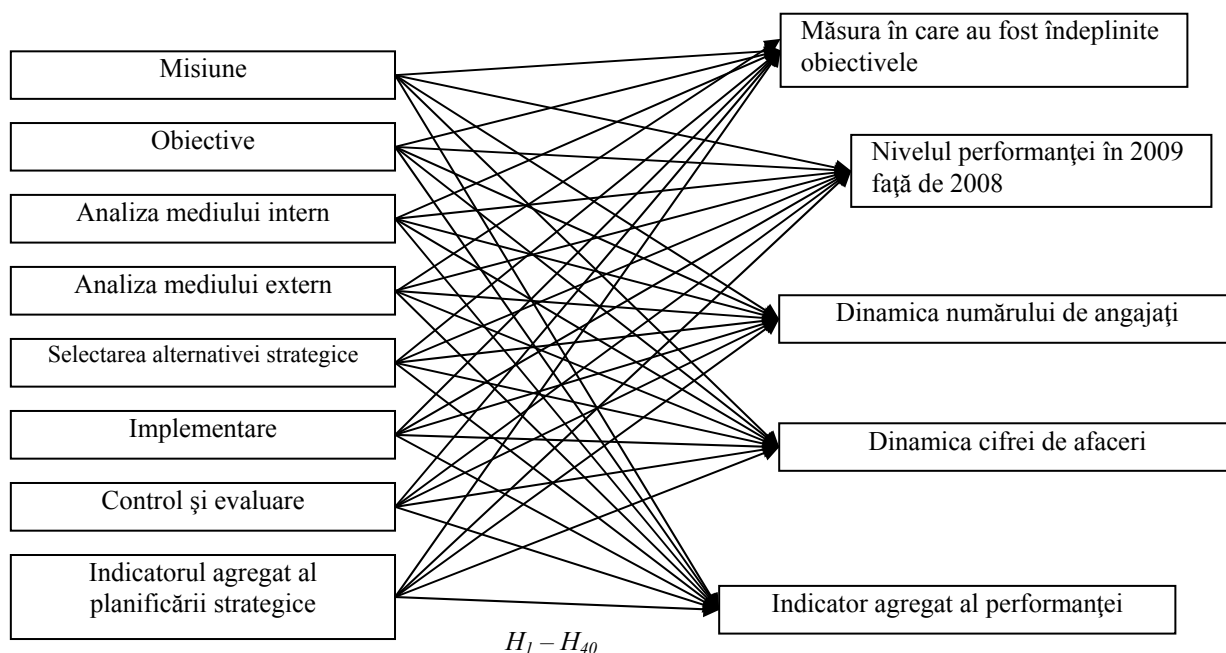 Misiune
Obiective
Analiza mediului intern
Analiza mediului extern
Selectarea alternativei strategice
Implementare
Control şi evaluare
Indicatorul agregat al
planificării strategice
Măsura în care au fost îndeplinite
obiectivele
Nivelul performanţei în 2009
faţă de 2008
Dinamica numărului de angajaţi
Dinamica cifrei de afaceri
Indicator agregat al performanţei
H1 – H40